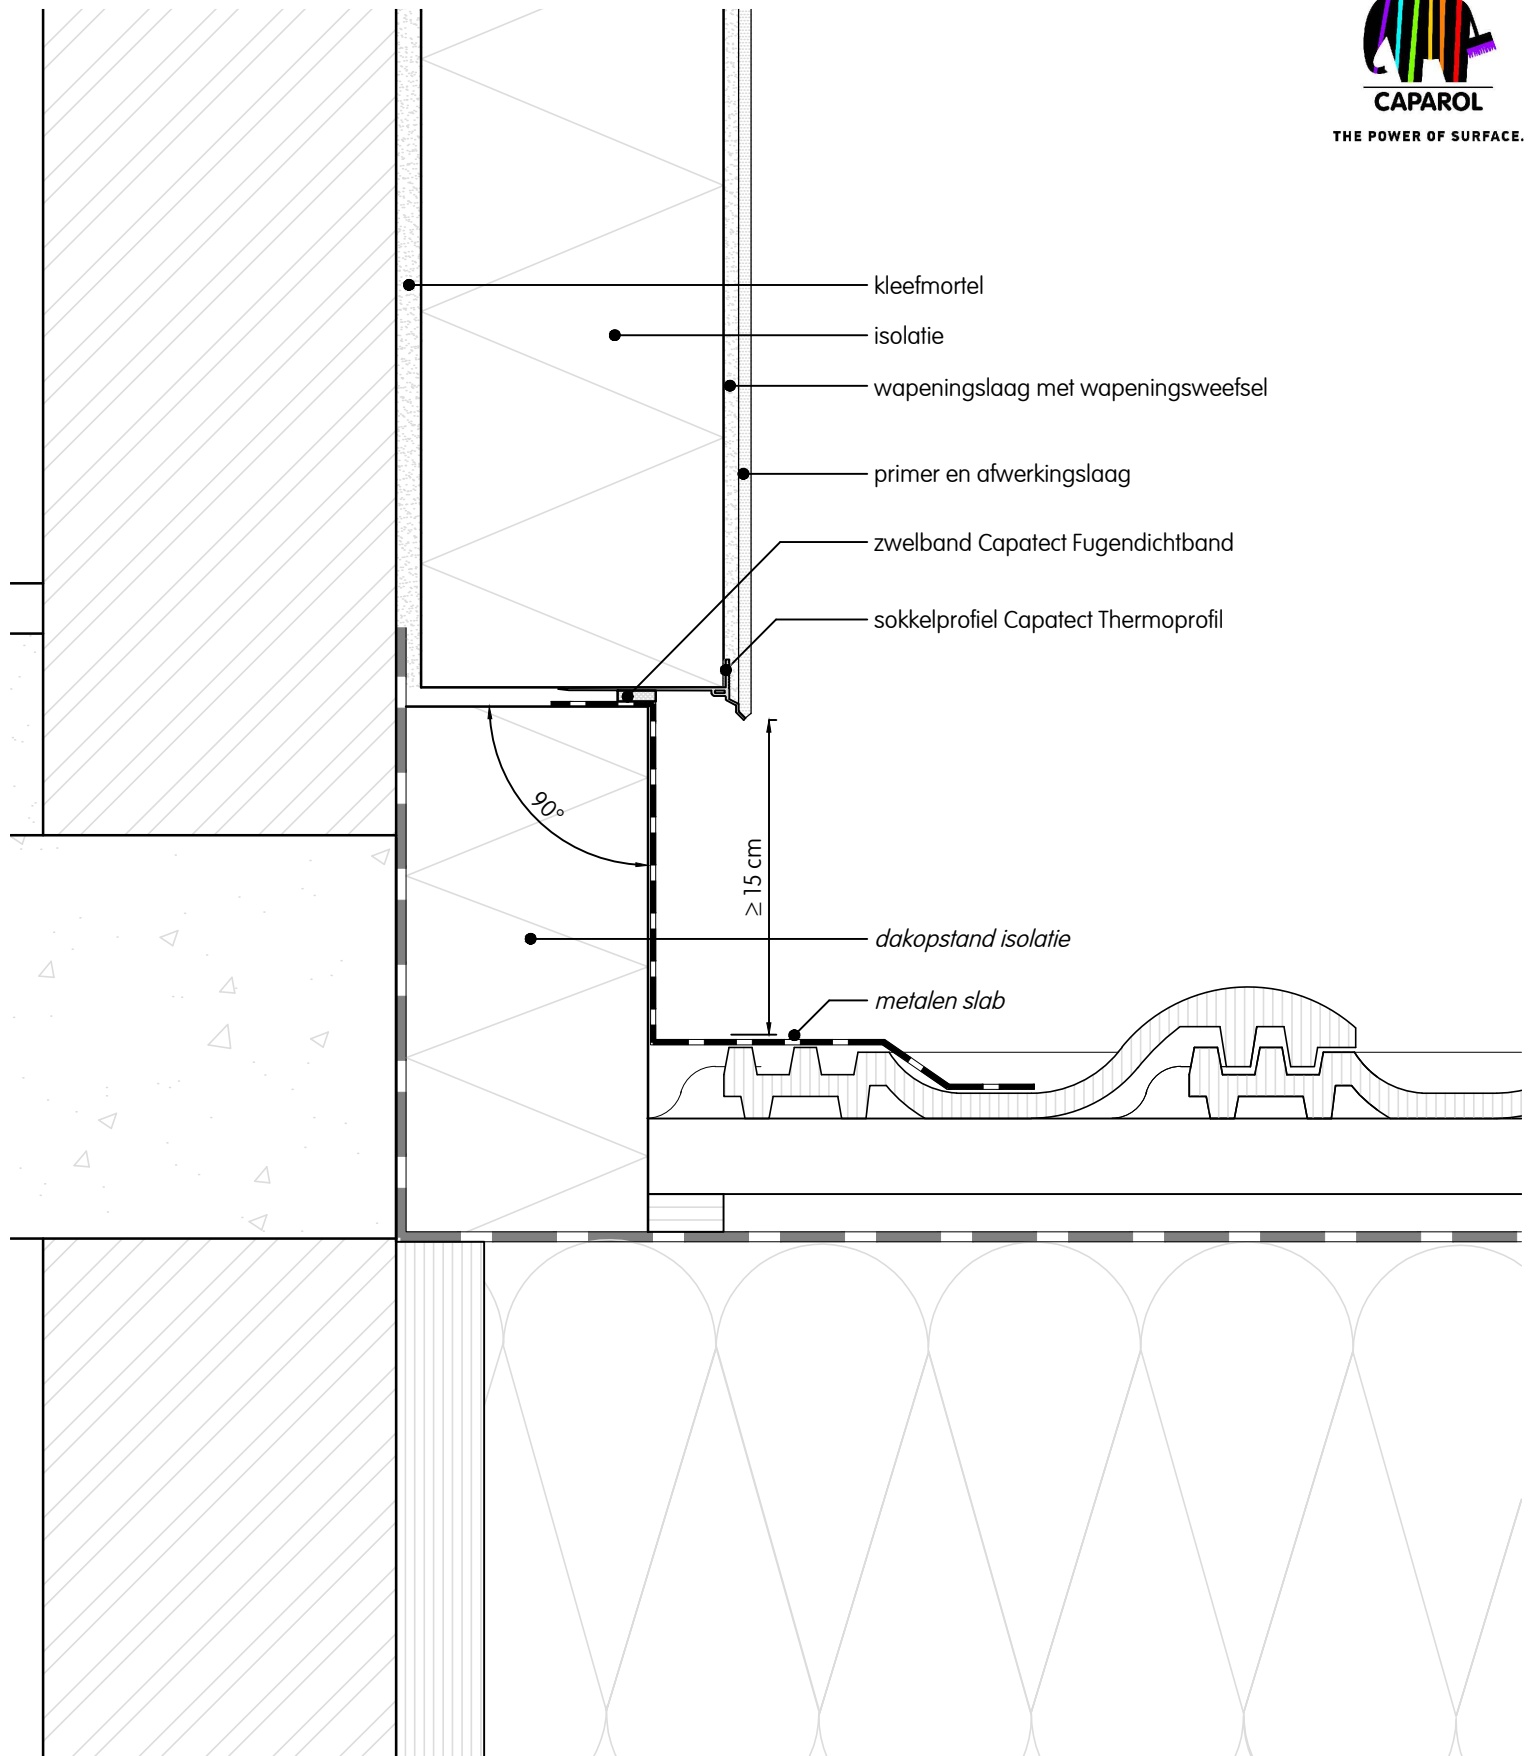 CAPAROL
THE POWER OF SURFACE.
kleefmortel
isolatie
wapeningslaag met wapeningsweefsel
primer en afwerkingslaag
zwelband Capatect Fugendichtband
sokkelprofiel Capatect Thermoprofil
90°
≥ 15 cm
dakopstand isolatie
metalen slab